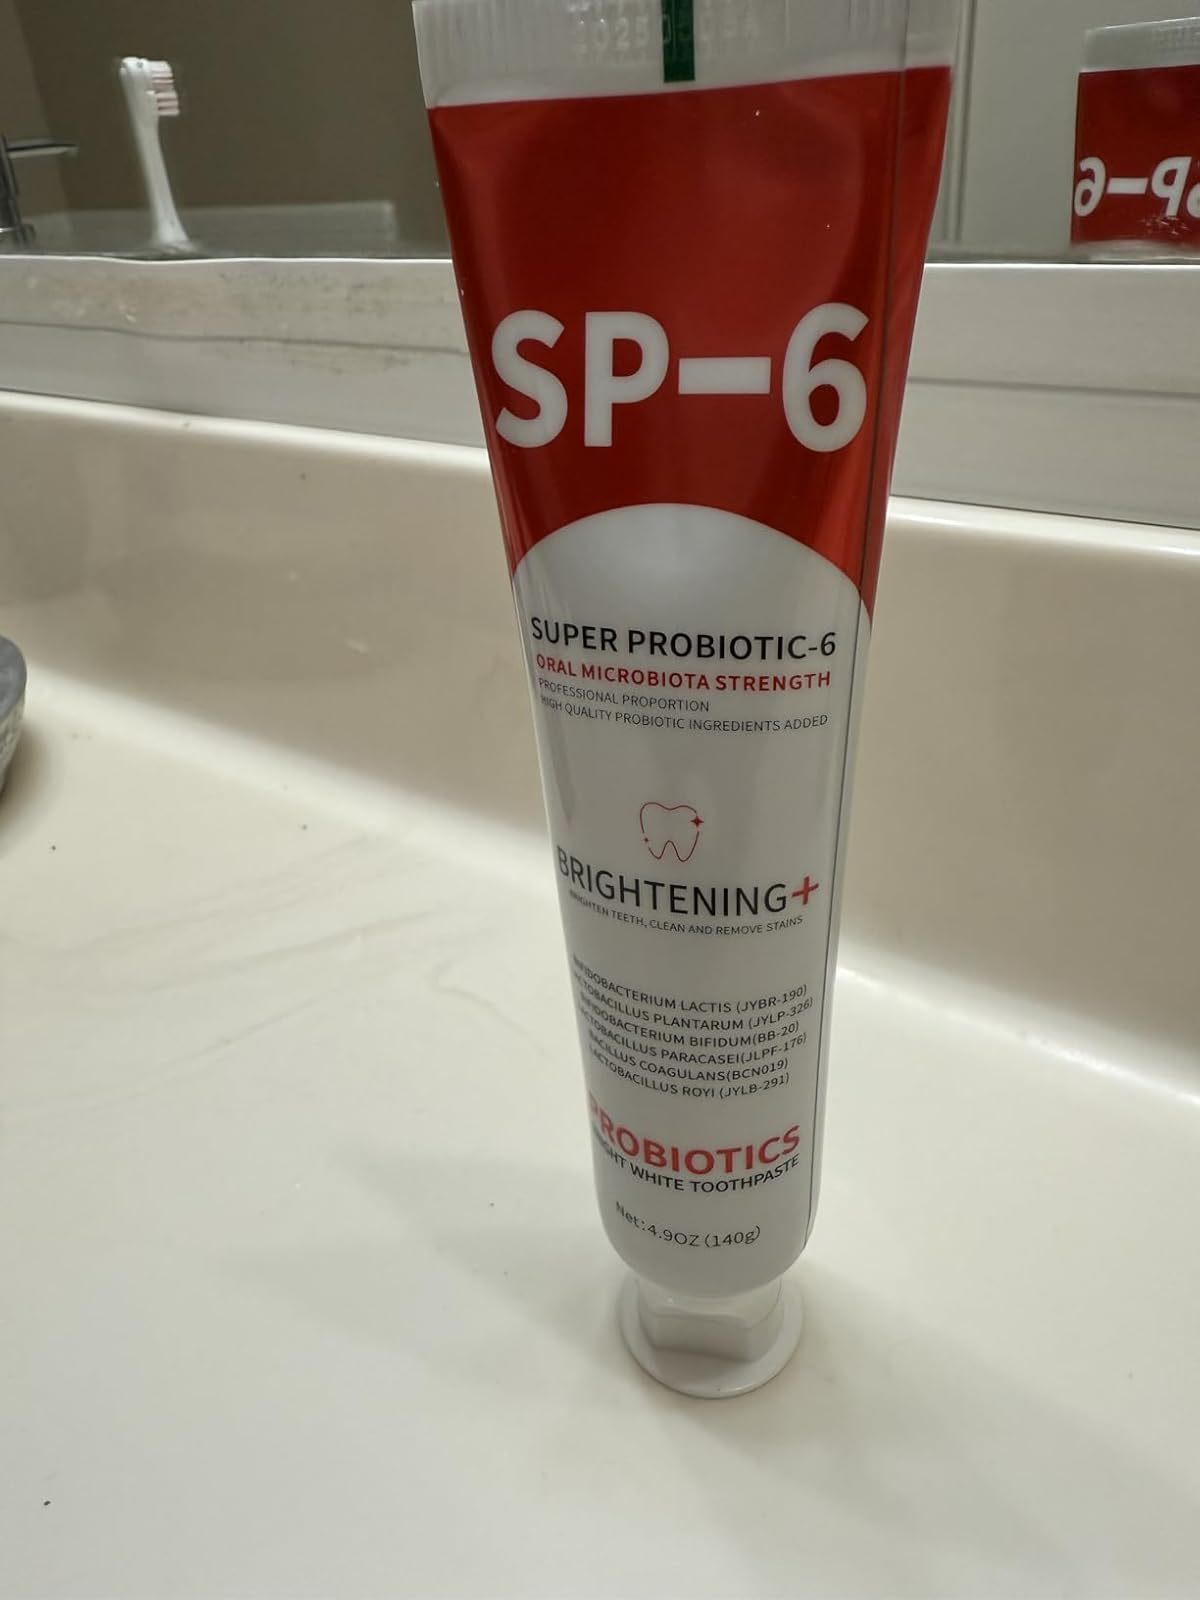 SP-6
SP-6
SUPER PROBIOTIC-6
ORAL MICROBIOTA STRENGTH
PROFESSIONAL PROPORTION
HIGH QUALITY PROBIOTIC INGREDIENTS ADDED
BRIGHTENING+
BRIGHTEN TEETH, CLEAN AND REMOVE STAINS
BIFIDOBACTERIUM LACTIS (JYBR-190)
LACTOBACILLUS PLANTARUM (JYLP-326)
BIFIDOBACTERIUM BIFIDUM(BB-20)
LACTOBACILLUS PARACASEI(JLPF-176)
BACILLUS COAGULANS(BCN019)
LACTOBACILLUS ROYI (JYLB-291)
PROBIOTICS
BRIGHT WHITE TOOTHPASTE
Net:4.9OZ (140g)